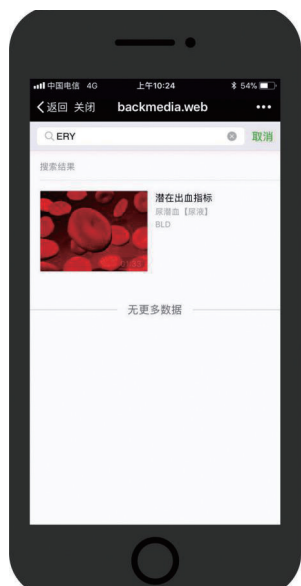 中国电信 4G 上午10:24 54%
返回 关闭 backmedia.web
ERY 取消
搜索结果
潜在出血指标
尿潜血【尿液】
BLD
无更多数据